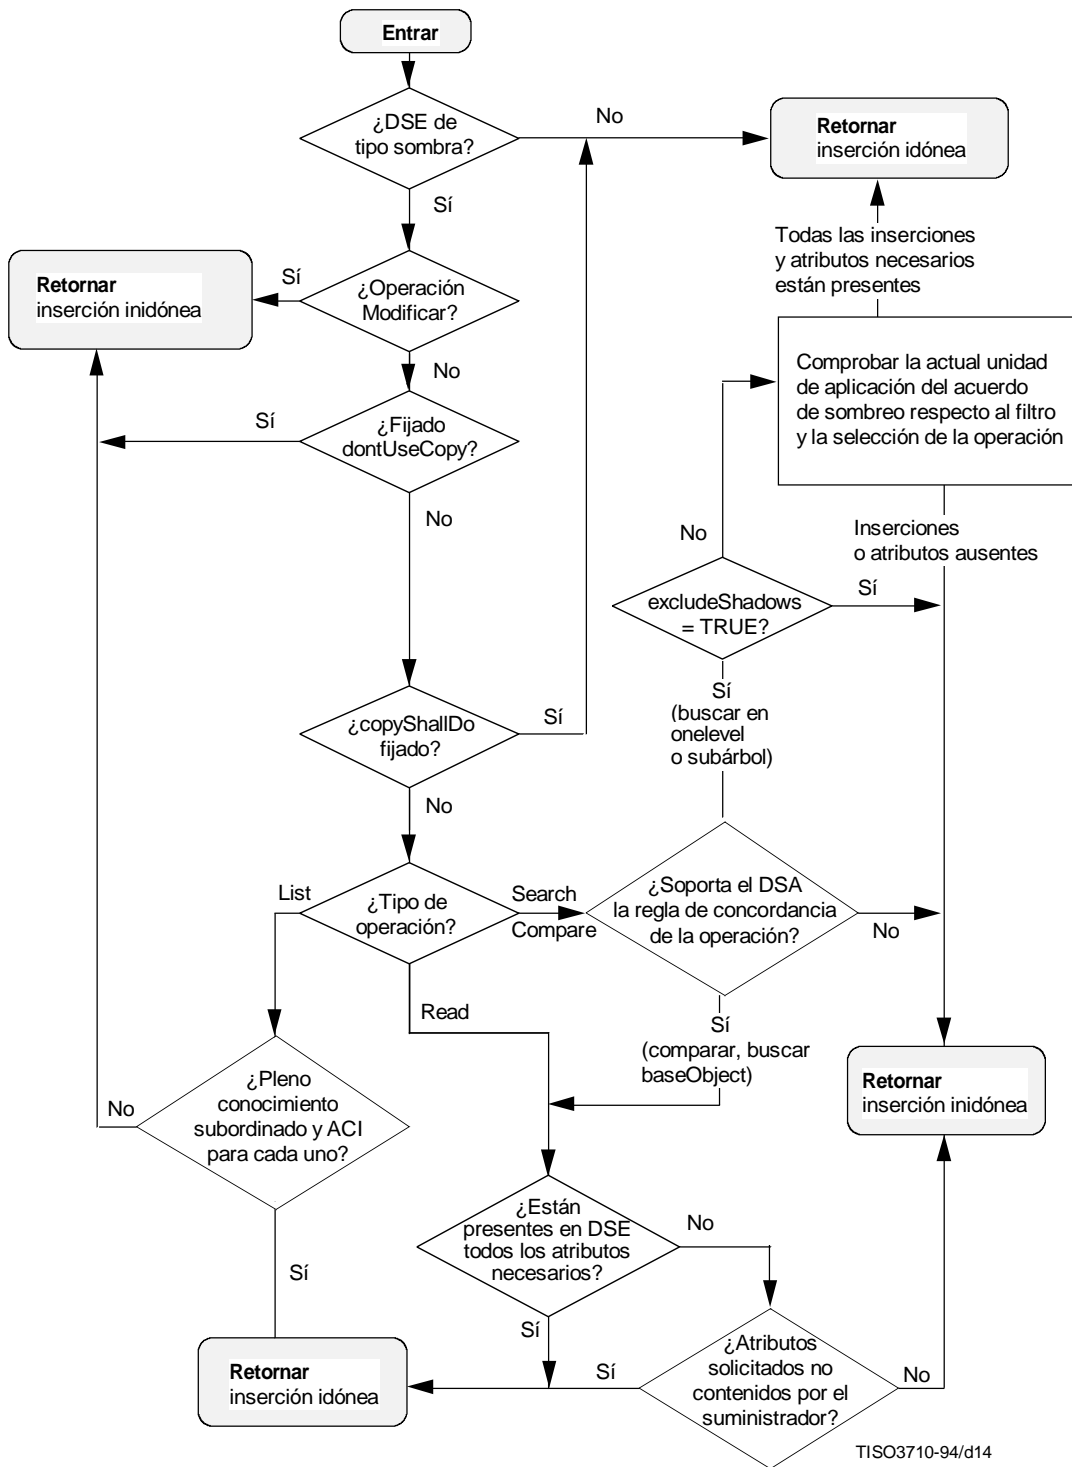 Entrar
¿DSE de
tipo sombra?
No
Retornar
inserción idónea
Sí
Todas las inserciones
y atributos necesarios
están presentes
Retornar
inserción inidónea
Sí
¿Operación
Modificar?
No
Comprobar la actual unidad
de aplicación del acuerdo
de sombreo respecto al filtro
y la selección de la operación
Sí
¿Fijado
dontUseCopy?
No
No
Inserciones
o atributos ausentes
excludeShadows
= TRUE?
Sí
Sí
(buscar en
onelevel
o subárbol)
¿copyShallDo
fijado?
Sí
No
List
¿Tipo de
operación?
Search
Compare
¿Soporta el DSA
la regla de concordancia
de la operación?
No
Read
Sí
(comparar, buscar
baseObject)
Retornar
inserción inidónea
No
¿Pleno
conocimiento
subordinado y ACI
para cada uno?
¿Están
presentes en DSE
todos los atributos
necesarios?
No
Sí
Sí
Retornar
inserción idónea
Sí
¿Atributos
solicitados no
contenidos por el
suministrador?
No
TISO3710-94/d14